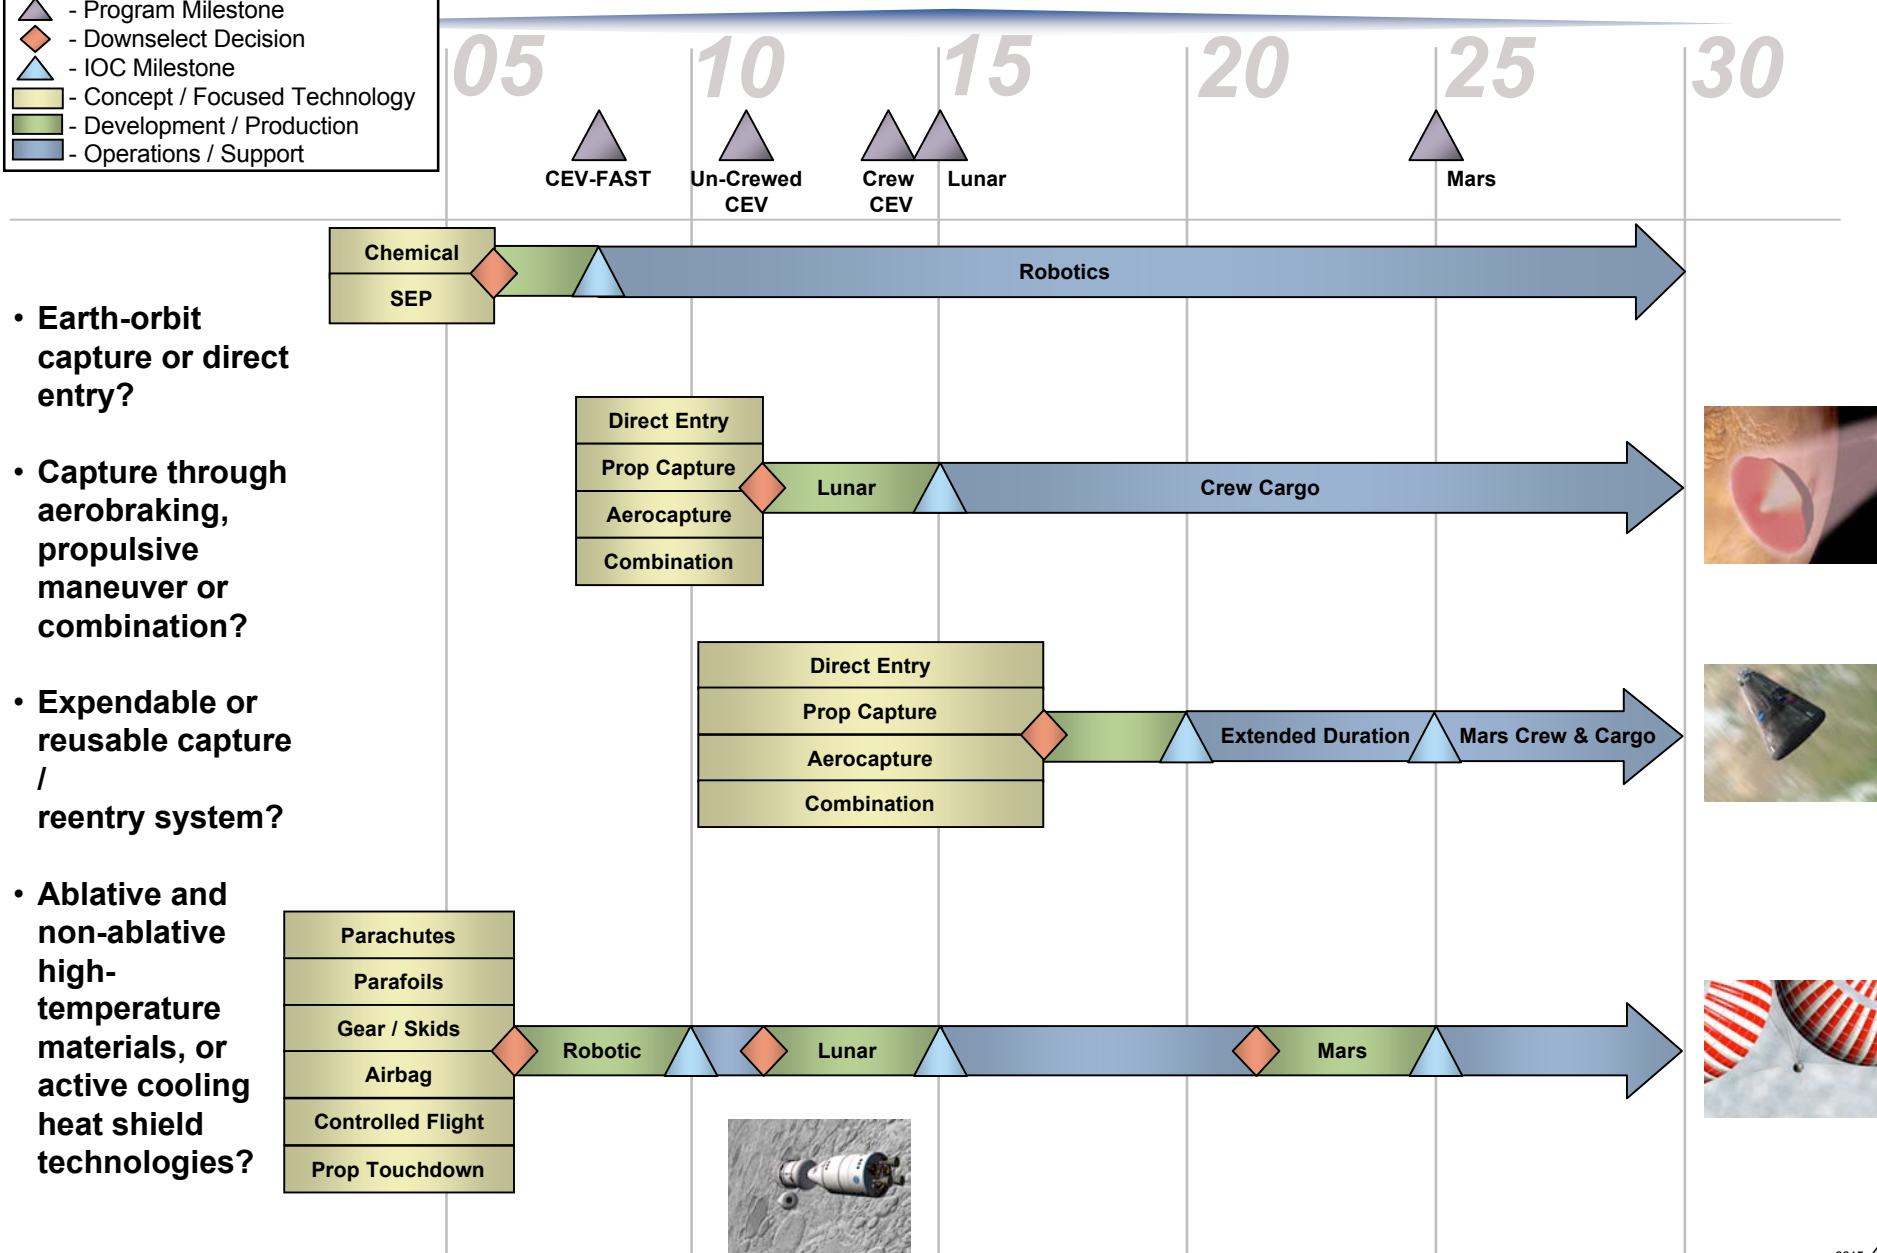 - Program Milestone
- Downselect Decision
- IOC Milestone
- Concept / Focused Technology
- Development / Production
- Operations / Support
05 10 15 20 25 30
CEV-FAST
Un-Crewed
CEV
Crew
CEV
Lunar
Mars
Chemical
SEP
Robotics
• Earth-orbit
capture or direct
entry?
Direct Entry
Prop Capture
Aerocapture
Combination
Lunar
Crew Cargo
• Capture through
aerobraking,
propulsive
maneuver or
combination?
Direct Entry
Prop Capture
Aerocapture
Combination
Extended Duration
Mars Crew & Cargo
• Expendable or
reusable capture
/
reentry system?
• Ablative and
non-ablative
high-
temperature
materials, or
active cooling
heat shield
technologies?
Parachutes
Parafoils
Gear / Skids
Airbag
Controlled Flight
Prop Touchdown
Robotic
Lunar
Mars